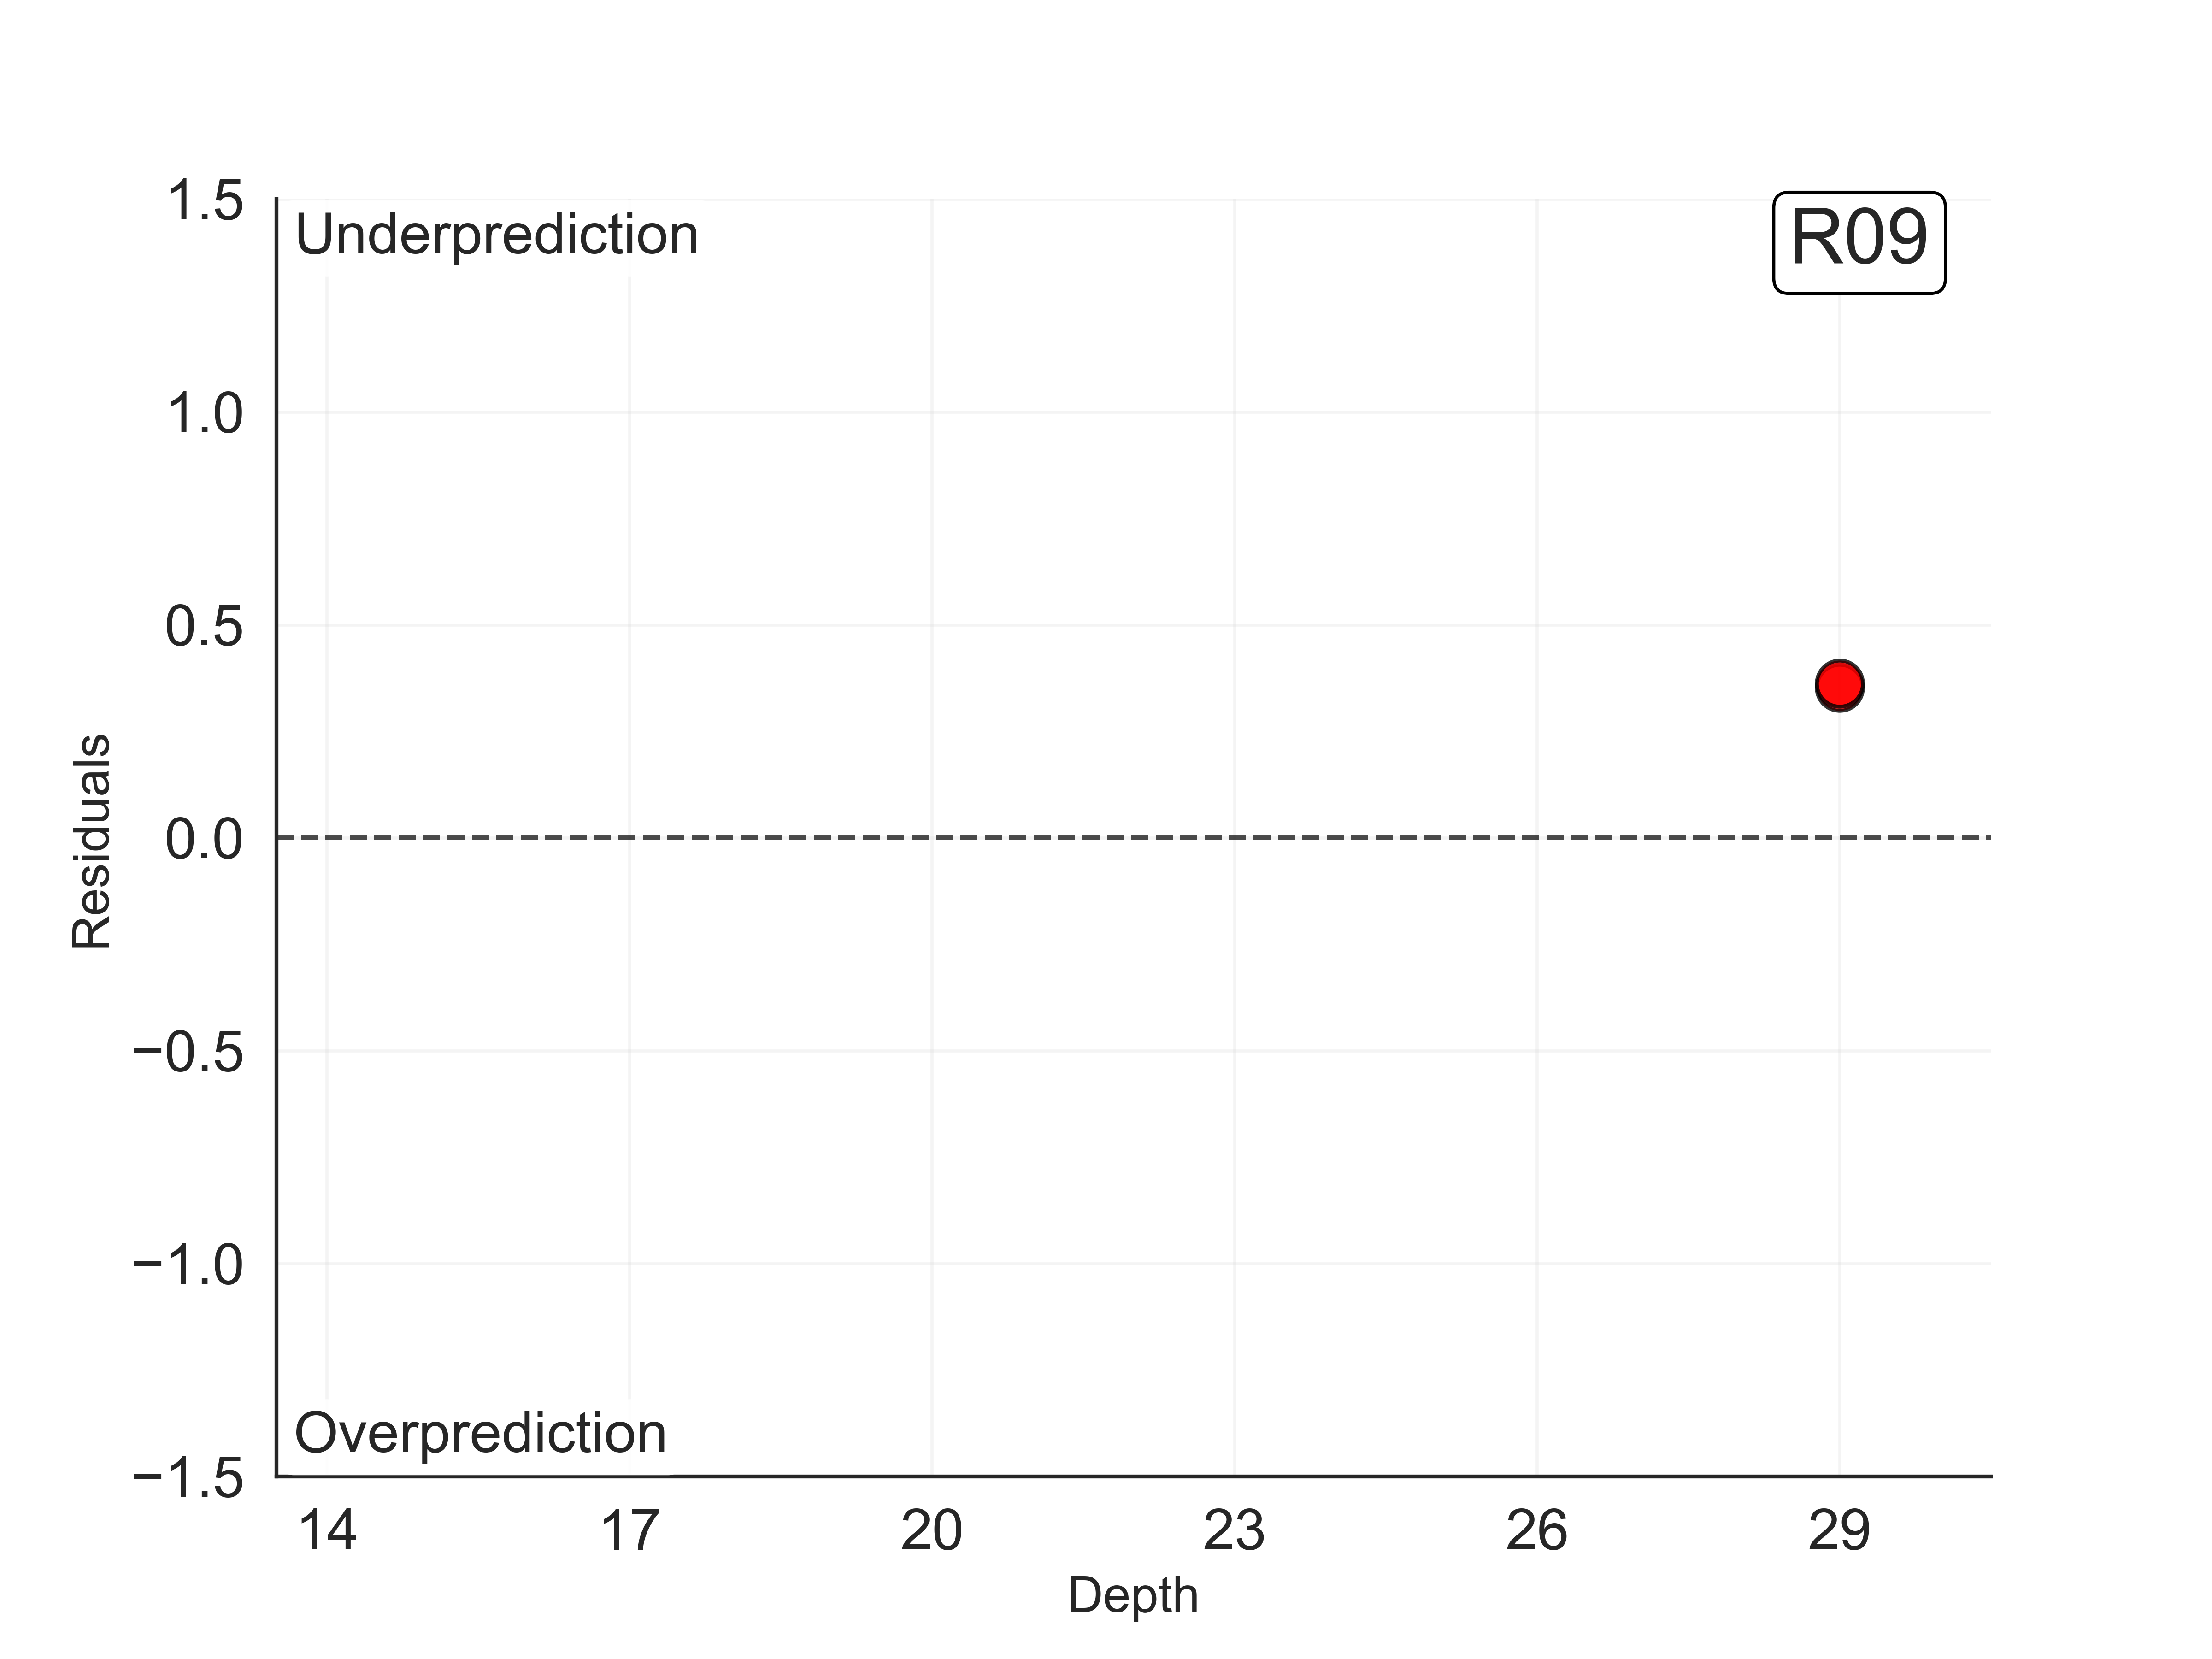 1.5
Underprediction
R09
1.0
0.5
0.0
−0.5
−1.0
Overprediction
−1.5
Residuals
14 17 20 23 26 29
Depth